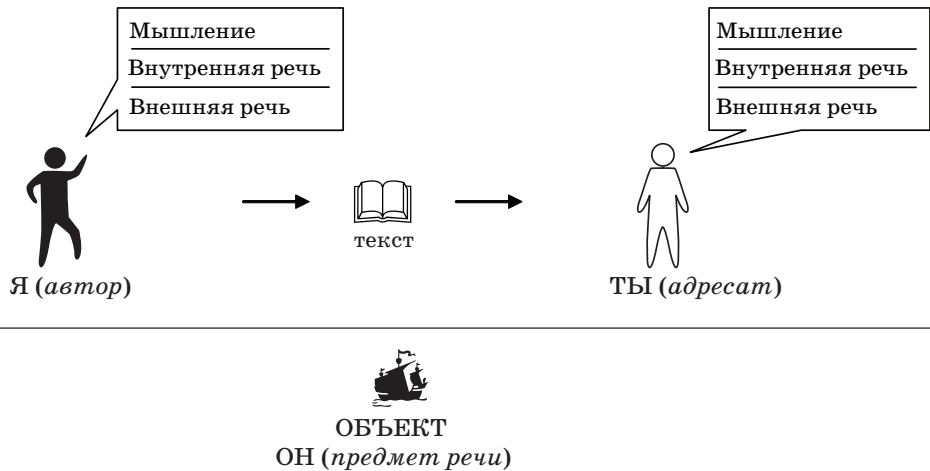 Мышление
Внутренняя речь
Внешняя речь
Мышление
Внутренняя речь
Внешняя речь
текст
Я (автор)
ТЫ (адресат)
ОБЪЕКТ
ОН (предмет речи)